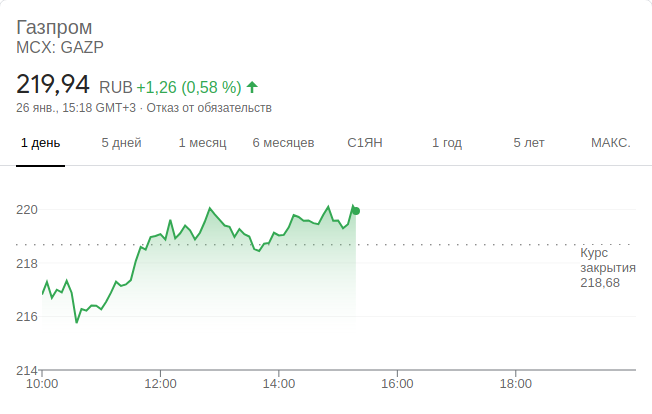 Газпром
MCX: GAZP
219,94 RUB +1,26 (0,58 %)
26 янв., 15:18 GMT+3 · Отказ от обязательств
1 день 5 дней 1 месяц 6 месяцев С1ЯН 1 год 5 лет МАКС.
220
Курс
218
закрытия
218,68
216
214
10:00 12:00 14:00 16:00 18:00